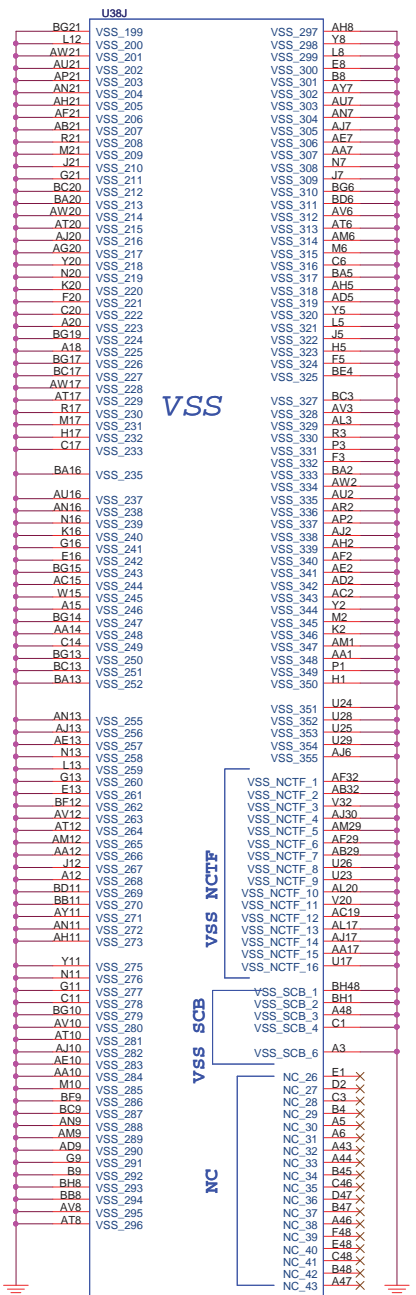 U38J
BG21 VSS_199
L12 VSS_200
AW21 VSS_201
AU21 VSS_202
AP21 VSS_203
AN21 VSS_204
AH21 VSS_205
AF21 VSS_206
AB21 VSS_207
R21 VSS_208
M21 VSS_209
J21 VSS_210
G21 VSS_211
BC20 VSS_212
BA20 VSS_213
AW20 VSS_214
AT20 VSS_215
AJ20 VSS_216
AG20 VSS_217
Y20 VSS_218
N20 VSS_219
K20 VSS_220
F20 VSS_221
C20 VSS_222
A20 VSS_223
BG19 VSS_224
A18 VSS_225
BG17 VSS_226
BC17 VSS_227
AW17 VSS_228
AT17 VSS_229
R17 VSS_230
M17 VSS_231
H17 VSS_232
C17 VSS_233
BA16 VSS_235
AU16 VSS_237
AN16 VSS_238
N16 VSS_239
K16 VSS_240
G16 VSS_241
E16 VSS_242
BG15 VSS_243
AC15 VSS_244
W15 VSS_245
A15 VSS_246
BG14 VSS_247
AA14 VSS_248
C14 VSS_249
BG13 VSS_250
BC13 VSS_251
BA13 VSS_252
AN13 VSS_255
AJ13 VSS_256
AE13 VSS_257
N13 VSS_258
L13 VSS_259
G13 VSS_260
E13 VSS_261
BF12 VSS_262
AV12 VSS_263
AT12 VSS_264
AM12 VSS_265
AA12 VSS_266
J12 VSS_267
A12 VSS_268
BD11 VSS_269
BB11 VSS_270
AY11 VSS_271
AN11 VSS_272
AH11 VSS_273
Y11 VSS_275
N11 VSS_276
G11 VSS_277
C11 VSS_278
BG10 VSS_279
AV10 VSS_280
AT10 VSS_281
AJ10 VSS_282
AE10 VSS_283
AA10 VSS_284
M10 VSS_285
BF9 VSS_286
BC9 VSS_287
AN9 VSS_288
AM9 VSS_289
AD9 VSS_290
G9 VSS_291
B9 VSS_292
BH8 VSS_293
BB8 VSS_294
AV8 VSS_295
AT8 VSS_296
VSS
VSS_297 AH8
VSS_298 Y8
VSS_299 L8
VSS_300 E8
VSS_301 B8
VSS_302 AY7
VSS_303 AU7
VSS_304 AN7
VSS_305 AJ7
VSS_306 AE7
VSS_307 AA7
VSS_308 N7
VSS_309 J7
VSS_310 BG6
VSS_311 BD6
VSS_312 AV6
VSS_313 AT6
VSS_314 AM6
VSS_315 M6
VSS_316 C6
VSS_317 BA5
VSS_318 AH5
VSS_319 AD5
VSS_320 Y5
VSS_321 L5
VSS_322 J5
VSS_323 H5
VSS_324 F5
VSS_325 BE4
VSS_327 BC3
VSS_328 AV3
VSS_329 AL3
VSS_330 R3
VSS_331 P3
VSS_332 F3
VSS_333 BA2
VSS_334 AW2
VSS_335 AU2
VSS_336 AR2
VSS_337 AP2
VSS_338 AJ2
VSS_339 AH2
VSS_340 AF2
VSS_341 AE2
VSS_342 AD2
VSS_343 AC2
VSS_344 Y2
VSS_345 M2
VSS_346 K2
VSS_347 AM1
VSS_348 AA1
VSS_349 P1
VSS_350 H1
VSS_351 U24
VSS_352 U28
VSS_353 U25
VSS_354 U29
VSS_355 AJ6
VSS NCTF
VSS_NCTF_1 AF32
VSS_NCTF_2 AB32
VSS_NCTF_3 V32
VSS_NCTF_4 AJ30
VSS_NCTF_5 AM29
VSS_NCTF_6 AF29
VSS_NCTF_7 AB29
VSS_NCTF_8 U26
VSS_NCTF_9 U23
VSS_NCTF_10 AL20
VSS_NCTF_11 V20
VSS_NCTF_12 AC19
VSS_NCTF_13 AL17
VSS_NCTF_14 AJ17
VSS_NCTF_15 AA17
VSS_NCTF_16 U17
VSS SCB
VSS_SCB_1 BH48
VSS_SCB_2 BH1
VSS_SCB_3 A48
VSS_SCB_4 C1
VSS_SCB_6 A3
NC
NC_26 E1
NC_27 D2
NC_28 C3
NC_29 B4
NC_30 A5
NC_31 A6
NC_32 A43
NC_33 A44
NC_34 B45
NC_35 C46
NC_36 D47
NC_37 B47
NC_38 A46
NC_39 F48
NC_40 E48
NC_41 C48
NC_42 B48
NC_43 A47